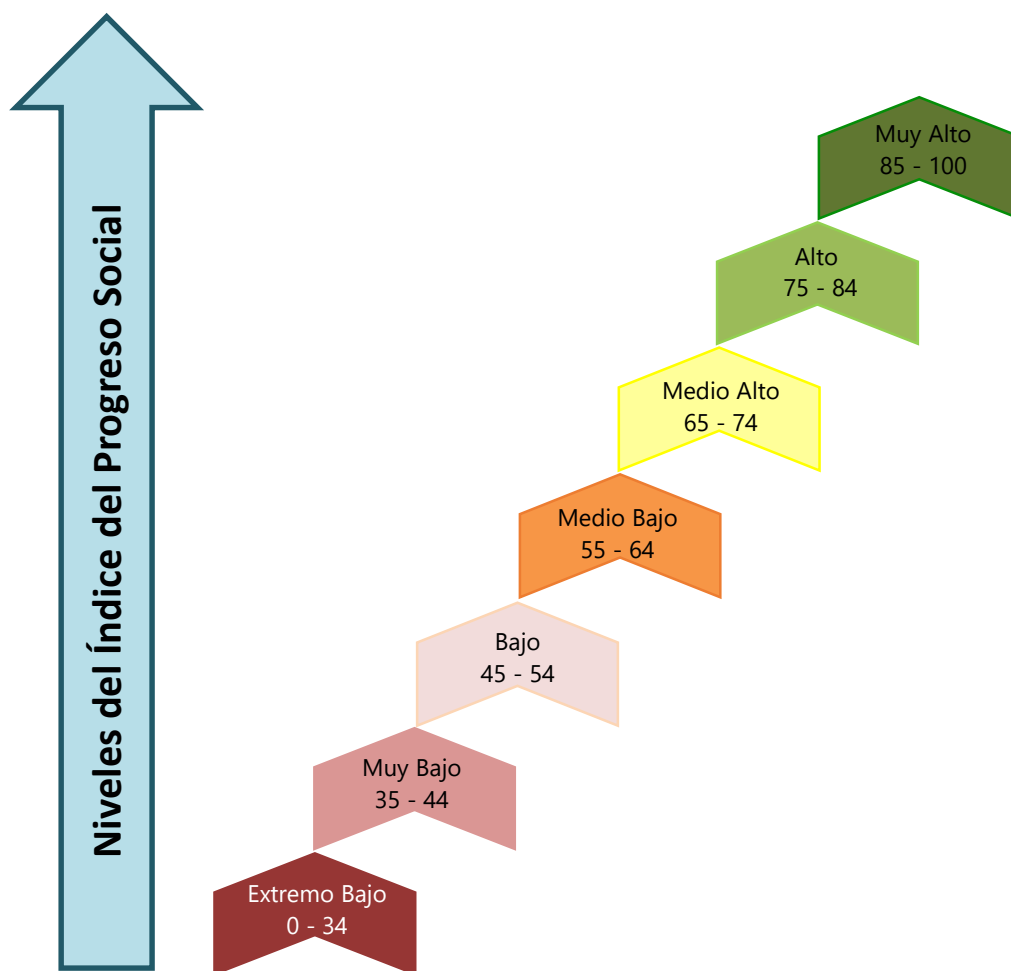 Niveles del Índice del Progreso Social
Muy Alto
85 - 100
Alto
75 - 84
Medio Alto
65 - 74
Medio Bajo
55 - 64
Bajo
45 - 54
Muy Bajo
35 - 44
Extremo Bajo
0 - 34